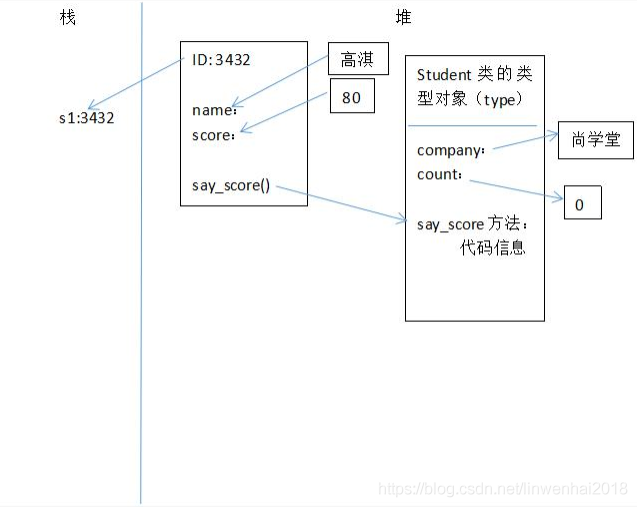 栈
堆
s1:3432
ID: 3432
name:
score:
say_score()
高淇
80
Student 类的类
型对象（type）
company:
count:
say_score 方法：
代码信息
尚学堂
0
https://blog.csdn.net/linwenhai2018